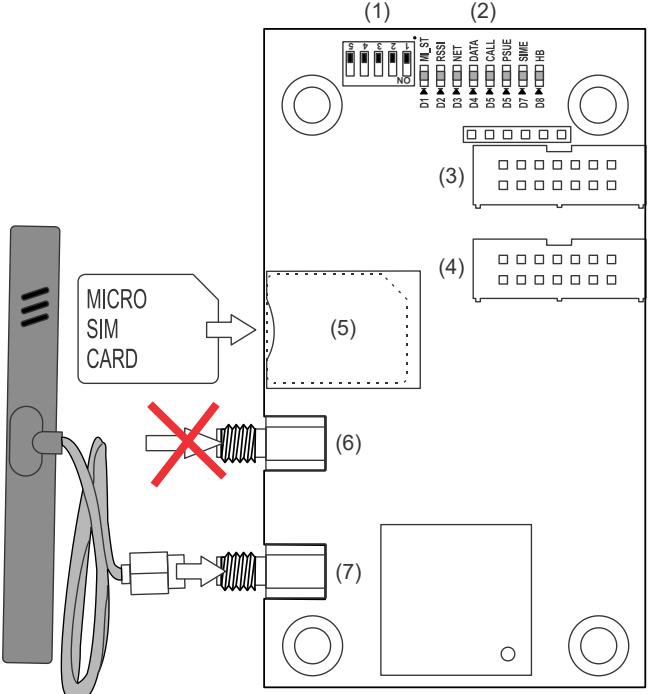 (1)
(2)
5 4 3 2 1
ON
D1 MI_ST
D2 RSSI
D3 NET
D4 DATA
D5 CALL
D5 PSUE
D7 SIME
D8 HB
(3)
(4)
MICRO
SIM
CARD
(5)
(6)
(7)